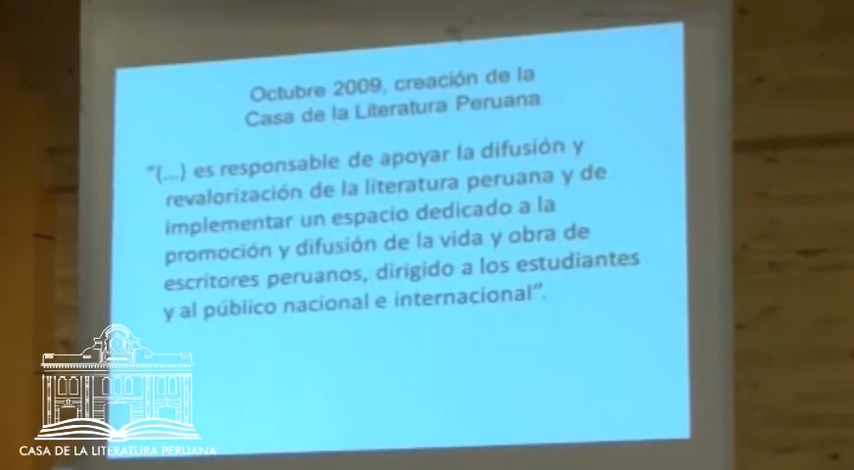 Octubre 2009, creación de la
Casa de la Literatura Peruana
"(...) es responsable de apoyar la difusión y
revalorización de la literatura peruana y de
implementar un espacio dedicado a la
promoción y difusión de la vida y obra de
escritores peruanos, dirigido a los estudiantes
y al público nacional e internacional".
CASA DE LA LITERATURA PERUANA